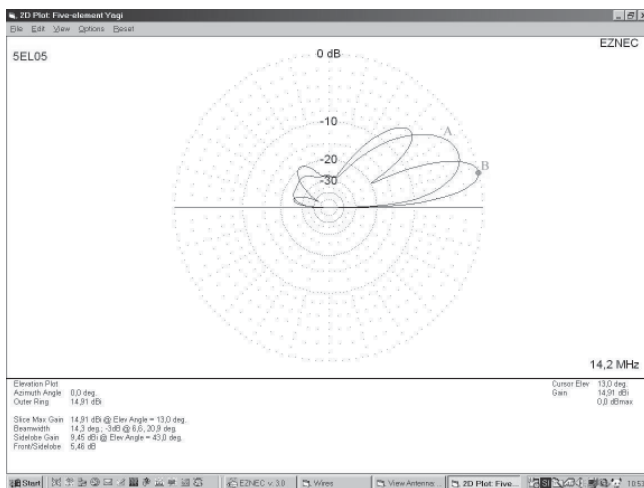 2D Plot: Five-element Yagi
File Edit View Options Reset
EZNEC
5EL05
0 dB
-10
A
-20
B
-30
14,2 MHz
Elevation Plot
Azimuth Angle 0,0 deg.
Outer Ring 14,91 dBi
Cursor Elev 13,0 deg.
Gain 14,91 dBi
0,0 dBmax
Slice Max Gain 14,91 dBi @ Elev Angle = 13,0 deg.
Beamwidth 14,3 deg.; -3dB @ 6,6, 20,9 deg.
Sidelobe Gain 9,45 dBi @ Elev Angle = 43,0 deg.
Front/Sidelobe 5,46 dB
Start EZNEC v. 3.0 Wires View Antenna 2D Plot: Five...